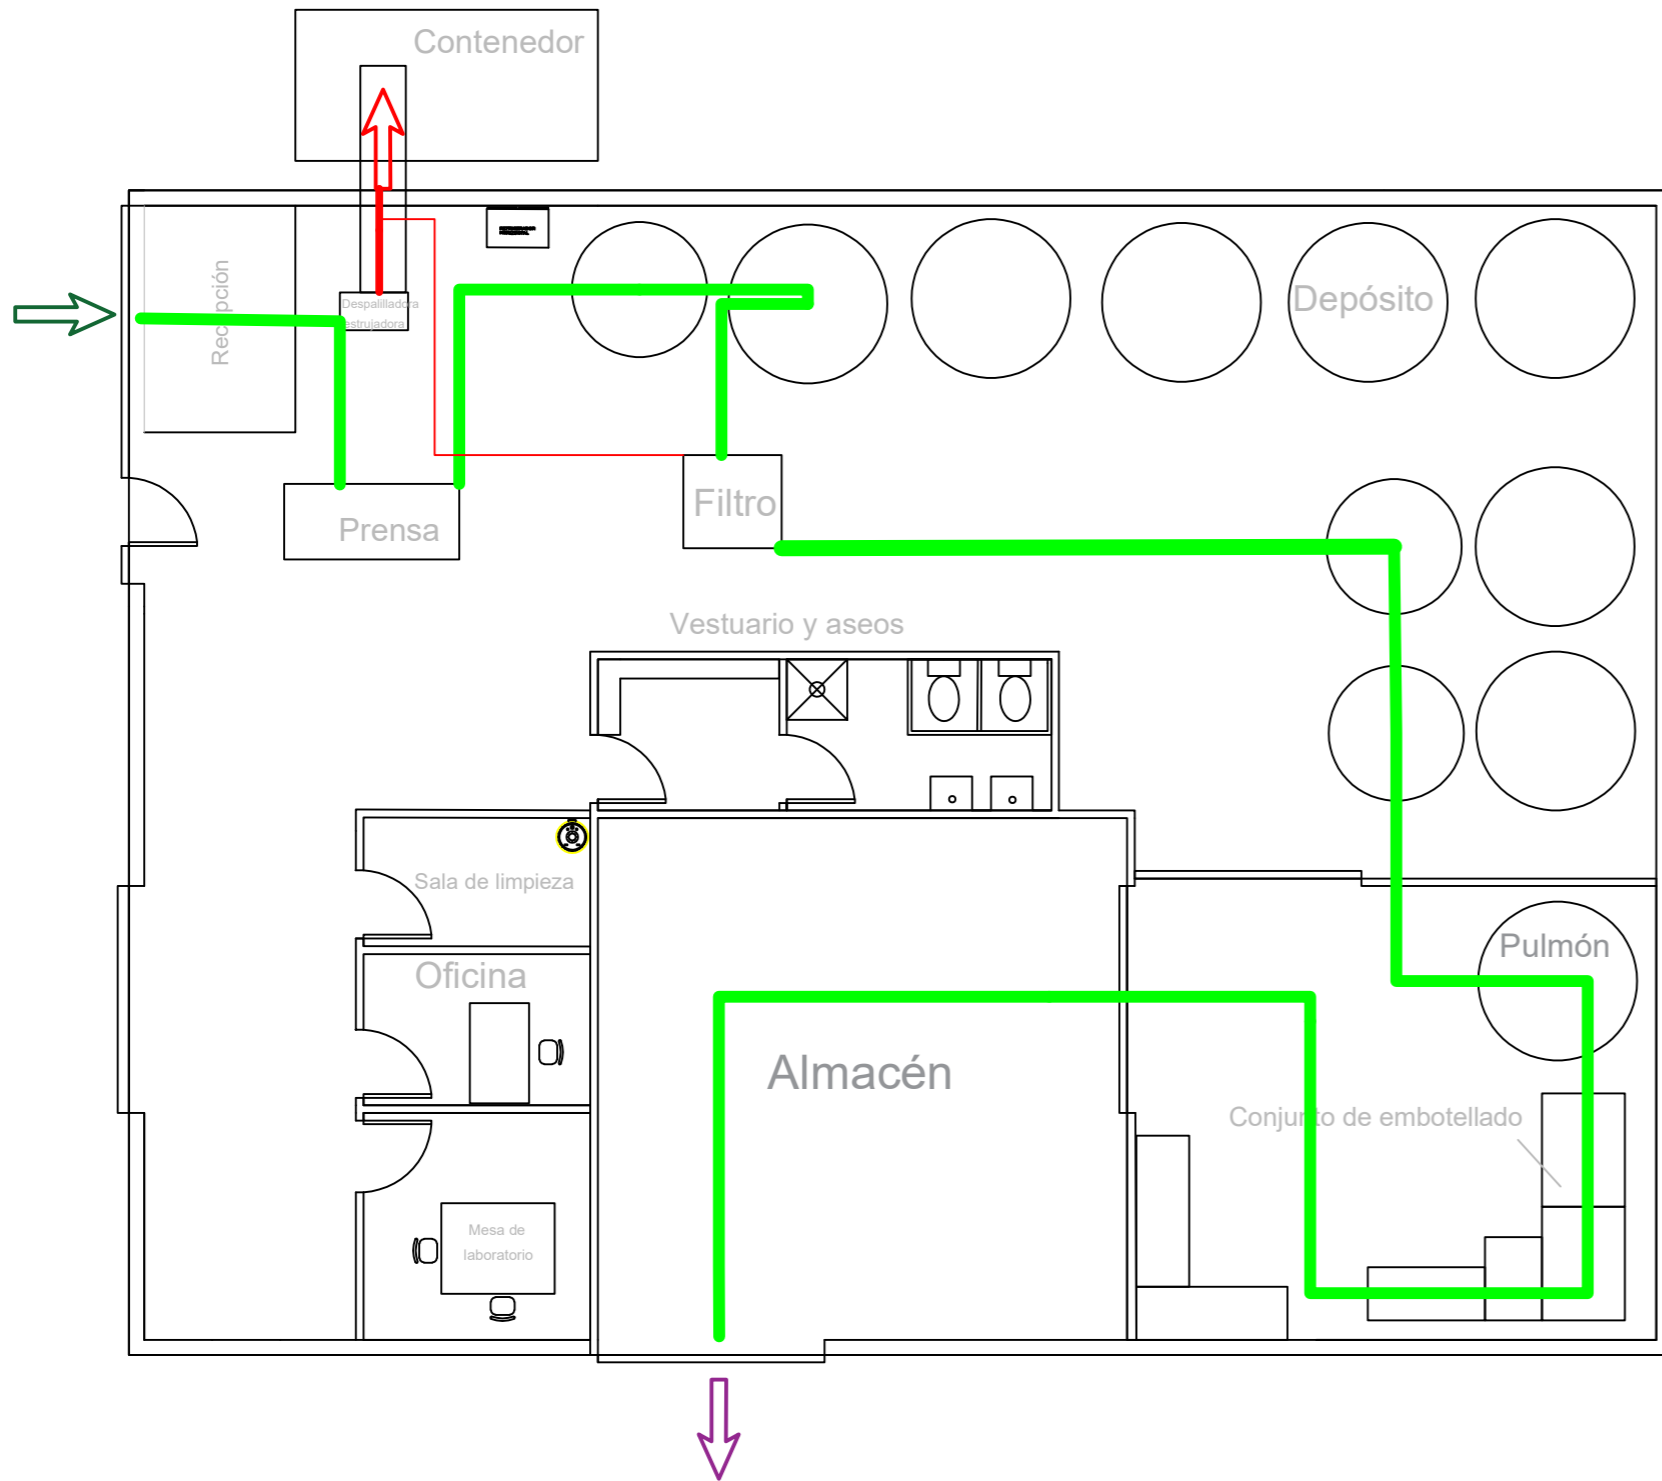 Contenedor
Recepción
Despalilladora
estrujadora
Depósito
Prensa
Filtro
Vestuario y aseos
Sala de limpieza
Oficina
Pulmón
Almacén
Conjunto de embotellado
Mesa de
laboratorio